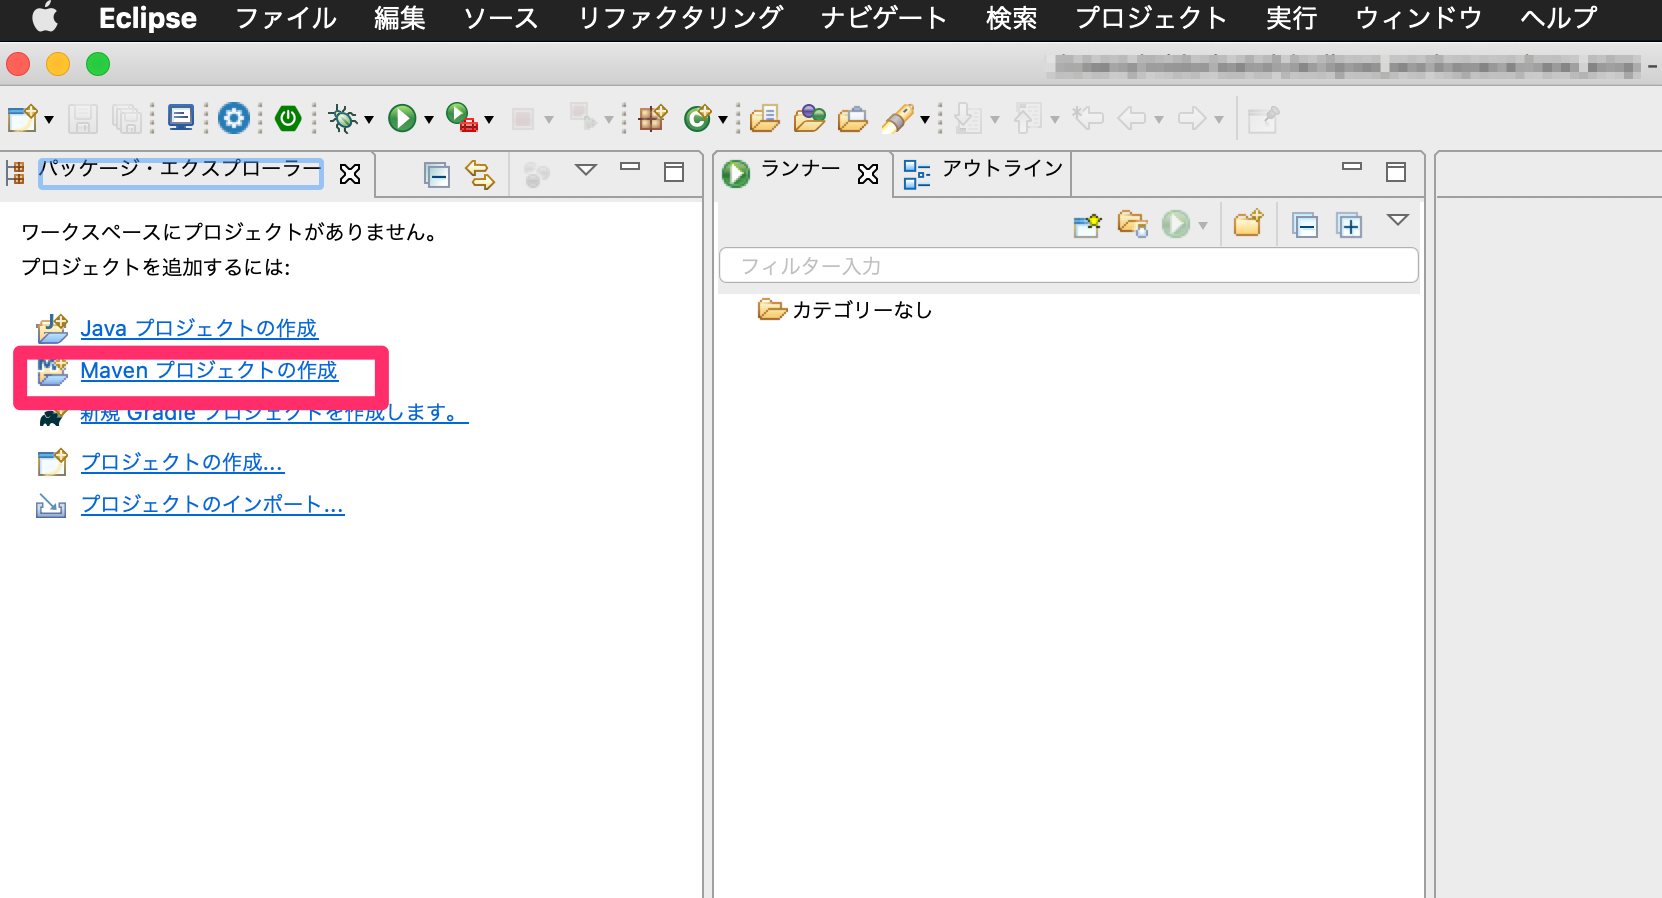 Eclipse ファイル 編集 ソース リファクタリング ナビゲート 検索 プロジェクト 実行 ウィンドウ ヘルプ
パッケージ・エクスプローラー
ワークスペースにプロジェクトがありません。
プロジェクトを追加するには:
Java プロジェクトの作成
Maven プロジェクトの作成
新規 Gradle プロジェクトを作成します。
プロジェクトの作成...
プロジェクトのインポート...
ランナー アウトライン
フィルター入力
カテゴリーなし